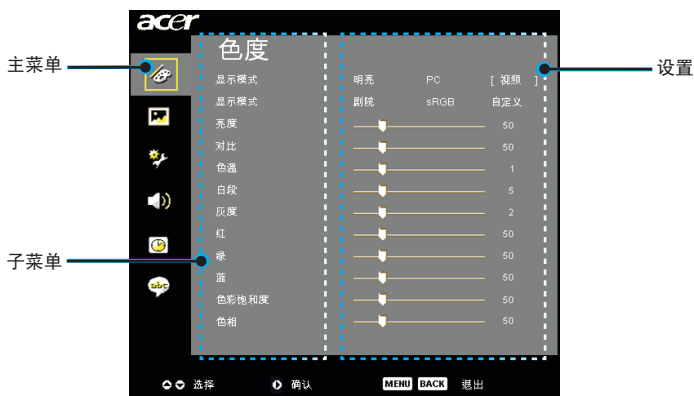 acer
色度
主菜单
设置
显示模式 明亮 PC [ 视频 ]
显示模式 剧院 sRGB 自定义
亮度 50
对比 50
色温 1
白段 5
灰度 2
红 50
子菜单
绿 50
蓝 50
色彩饱和度 50
色相 50
abc
选择 确认 MENU BACK 退出